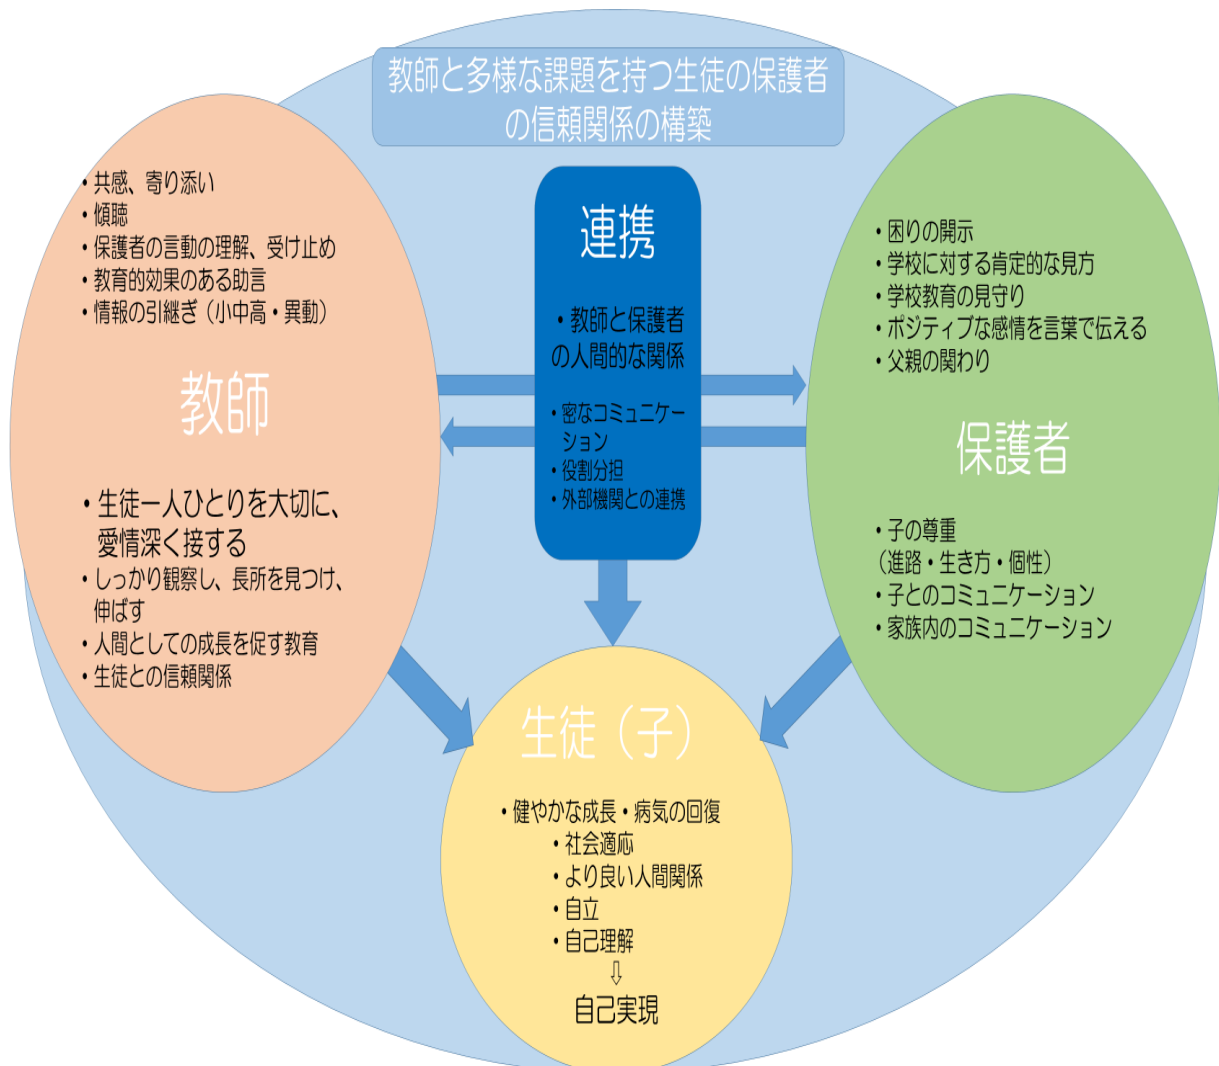 教師と多様な課題を持つ生徒の保護者
の信頼関係の構築
・共感、寄り添い
・傾聴
・保護者の言動の理解、受け止め
・教育的効果のある助言
・情報の引継ぎ（小中高・異動）
教師
・生徒一人ひとりを大切に、
愛情深く接する
・しっかり観察し、長所を見つけ、
伸ばす
・人間としての成長を促す教育
・生徒との信頼関係
連携
・教師と保護者
の人間的な関係
・密なコミュニケー
ション
・役割分担
・外部機関との連携
・困りの開示
・学校に対する肯定的な見方
・学校教育の見守り
・ポジティブな感情を言葉で伝える
・父親の関わり
保護者
・子の尊重
（進路・生き方・個性）
・子とのコミュニケーション
・家族内のコミュニケーション
生徒（子）
・健やかな成長・病気の回復
・社会適応
・より良い人間関係
・自立
・自己理解
⇩
自己実現